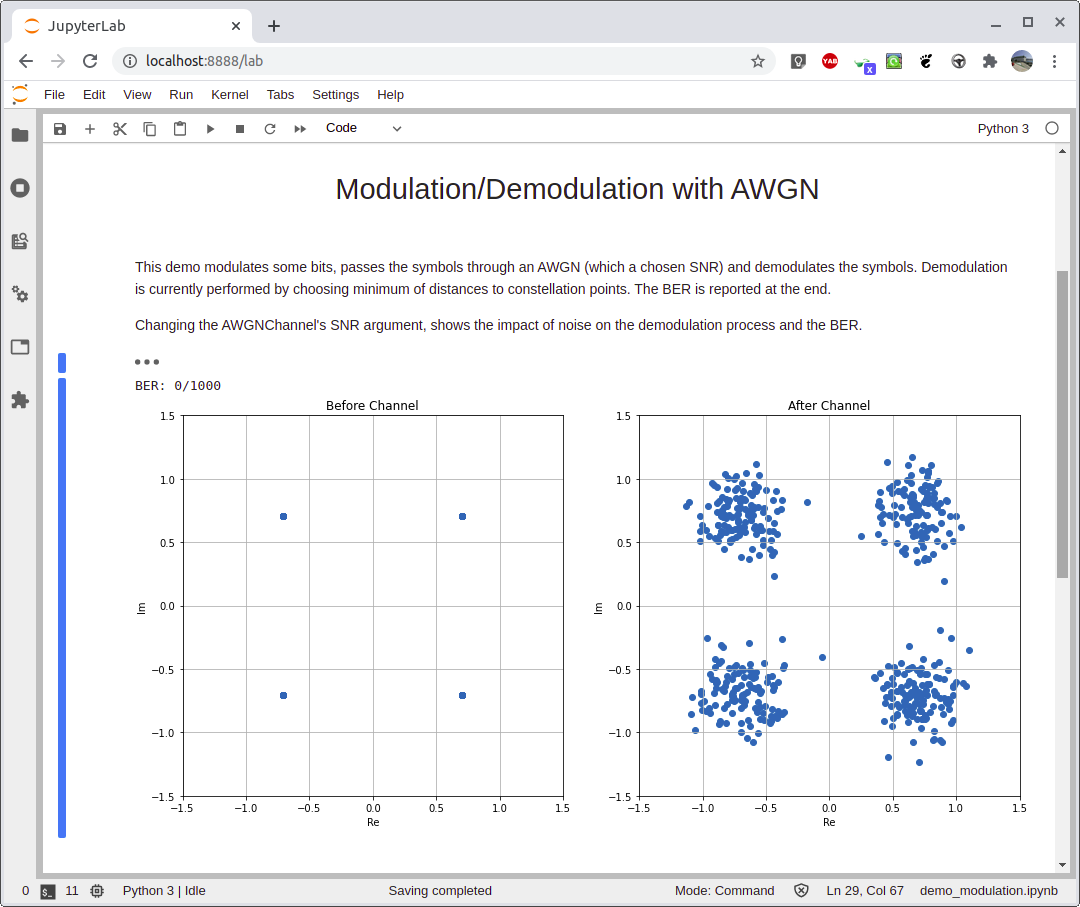 JupyterLab
localhost:8888/lab
YAB
x
File Edit View Run Kernel Tabs Settings Help
Code
Python 3
Modulation/Demodulation with AWGN
This demo modulates some bits, passes the symbols through an AWGN (which a chosen SNR) and demodulates the symbols. Demodulation
is currently performed by choosing minimum of distances to constellation points. The BER is reported at the end.
Changing the AWGNChannel's SNR argument, shows the impact of noise on the demodulation process and the BER.
BER: 0/1000
Before Channel
1.5
1.0
0.5
0.0
−0.5
−1.0
−1.5
Im
−1.5 −1.0 −0.5 0.0 0.5 1.0 1.5
Re
After Channel
1.5
1.0
0.5
0.0
−0.5
−1.0
−1.5
Im
−1.5 −1.0 −0.5 0.0 0.5 1.0 1.5
Re
0 $_ 11 Python 3 | Idle Saving completed Mode: Command Ln 29, Col 67 demo_modulation.ipynb